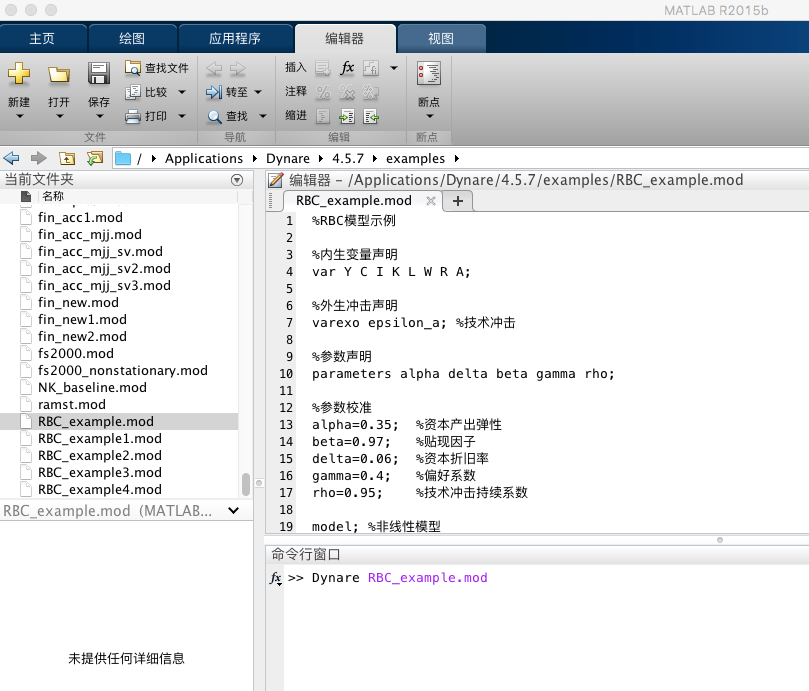 MATLAB R2015b
主页 绘图 应用程序 编辑器 视图
新建 打开 保存 查找文件 比较 打印 转至 查找 插入 fx 注释 缩进 断点
文件 导航 编辑 断点
/ Applications Dynare 4.5.7 examples
当前文件夹
名称
fin_acc1.mod
fin_acc_mjj.mod
fin_acc_mjj_sv.mod
fin_acc_mjj_sv2.mod
fin_acc_mjj_sv3.mod
fin_new.mod
fin_new1.mod
fin_new2.mod
fs2000.mod
fs2000_nonstationary.mod
NK_baseline.mod
ramst.mod
RBC_example.mod
RBC_example1.mod
RBC_example2.mod
RBC_example3.mod
RBC_example4.mod
RBC_example.mod (MATLAB...
未提供任何详细信息
编辑器 – /Applications/Dynare/4.5.7/examples/RBC_example.mod
RBC_example.mod +
1 %RBC模型示例
2
3 %内生变量声明
4 var Y C I K L W R A;
5
6 %外生冲击声明
7 varexo epsilon_a; %技术冲击
8
9 %参数声明
10 parameters alpha delta beta gamma rho;
11
12 %参数校准
13 alpha=0.35; %资本产出弹性
14 beta=0.97; %贴现因子
15 delta=0.06; %资本折旧率
16 gamma=0.4; %偏好系数
17 rho=0.95; %技术冲击持续系数
18
19 model; %非线性模型
命令行窗口
fx >> Dynare RBC_example.mod